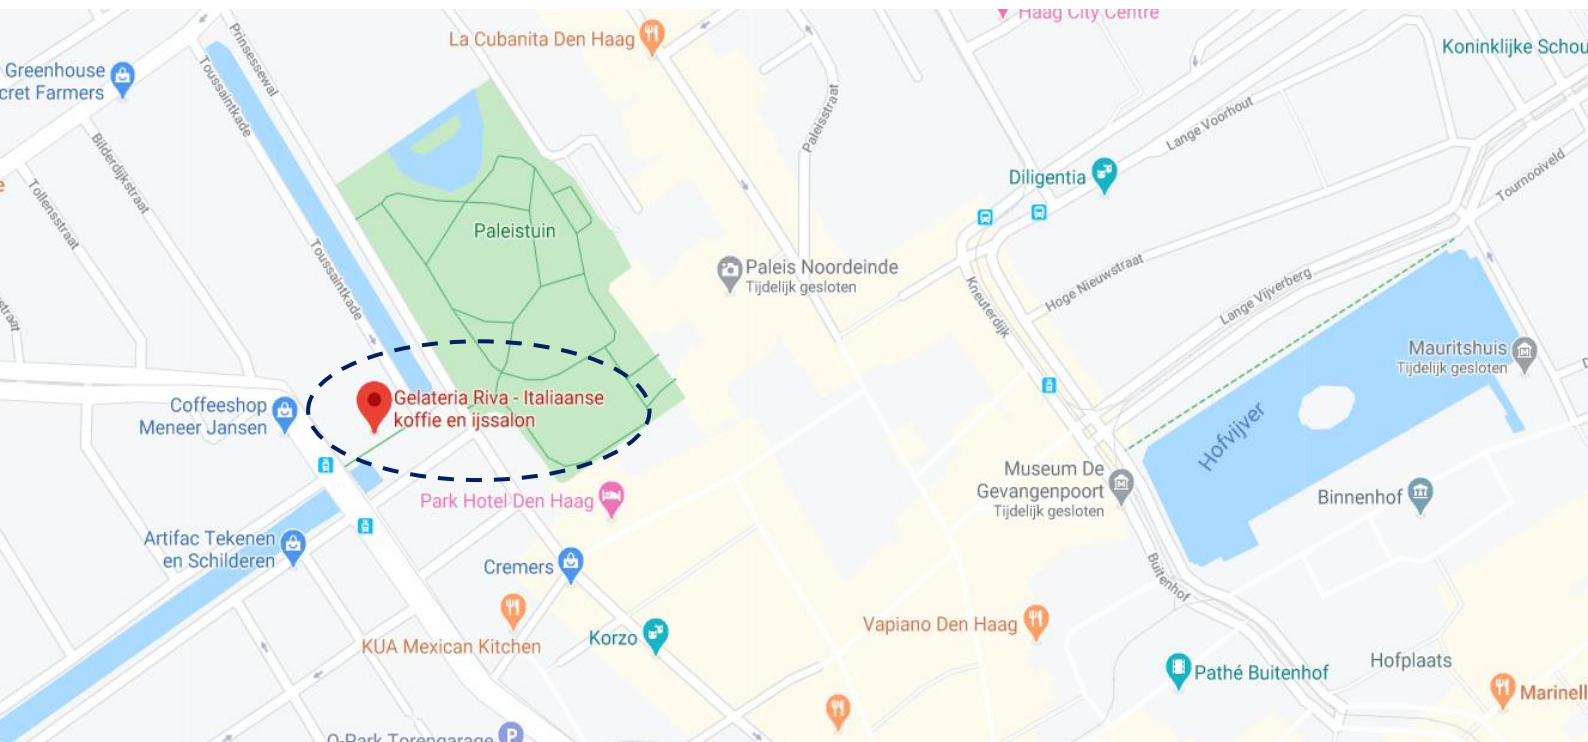 Haag City Centre
La Cubanita Den Haag
Koninklijke Schou
Greenhouse
cret Farmers
Prinsessewal
Toussaintkade
Bilderdijkstraat
Tollensstraat
Paleisstraat
Lange Voorhout
Tournooiveld
Diligentia
Paleistuin
Toussaintkade
Paleis Noordeinde
Tijdelijk gesloten
Kneuterdijk
Hoge Nieuwstraat
Lange Vijverberg
straat
Mauritshuis
Tijdelijk gesloten
Gelateria Riva - Italiaanse
koffie en ijssalon
Coffeeshop
Meneer Jansen
Hofvijver
Museum De
Gevangenpoort
Tijdelijk gesloten
Binnenhof
Park Hotel Den Haag
Artifac Tekenen
en Schilderen
Cremers
Buitenhof
KUA Mexican Kitchen
Korzo
Vapiano Den Haag
Pathé Buitenhof
Hofplaats
Marinell
Q-Park Torengarage P